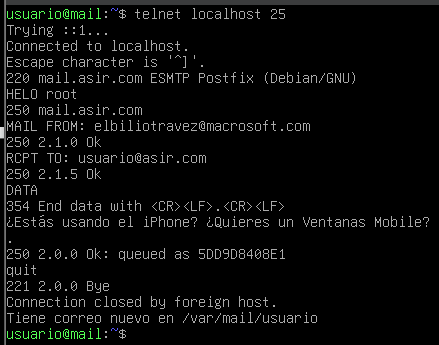 usuario@mail:~$ telnet localhost 25
Trying ::1...
Connected to localhost.
Escape character is '^]'.
220 mail.asir.com ESMTP Postfix (Debian/GNU)
HELO root
250 mail.asir.com
MAIL FROM: elbiliotravez@macrosoft.com
250 2.1.0 Ok
RCPT TO: usuario@asir.com
250 2.1.5 Ok
DATA
354 End data with <CR><LF>.<CR><LF>
¿Estás usando el iPhone? ¿Quieres un Ventanas Mobile?
.
250 2.0.0 Ok: queued as 5DD9D8408E1
quit
221 2.0.0 Bye
Connection closed by foreign host.
Tiene correo nuevo en /var/mail/usuario
usuario@mail:~$